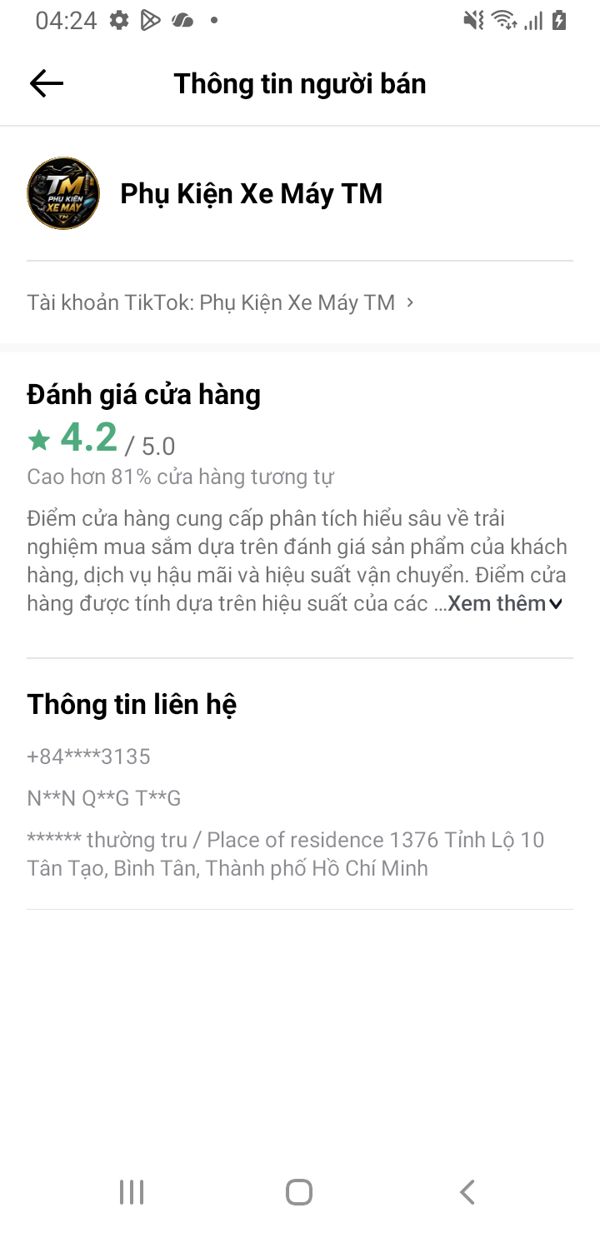 04:24
Thông tin người bán
TM
PHỤ KIỆN
XE MÁY
TM
Phụ Kiện Xe Máy TM
Tài khoản TikTok: Phụ Kiện Xe Máy TM >
Đánh giá cửa hàng
4.2 / 5.0
Cao hơn 81% cửa hàng tương tự
Điểm cửa hàng cung cấp phân tích hiểu sâu về trải
nghiệm mua sắm dựa trên đánh giá sản phẩm của khách
hàng, dịch vụ hậu mãi và hiệu suất vận chuyển. Điểm cửa
hàng được tính dựa trên hiệu suất của các ...Xem thêm
Thông tin liên hệ
+84****3135
N**N Q**G T**G
****** thường tru / Place of residence 1376 Tỉnh Lộ 10
Tân Tạo, Bình Tân, Thành phố Hồ Chí Minh